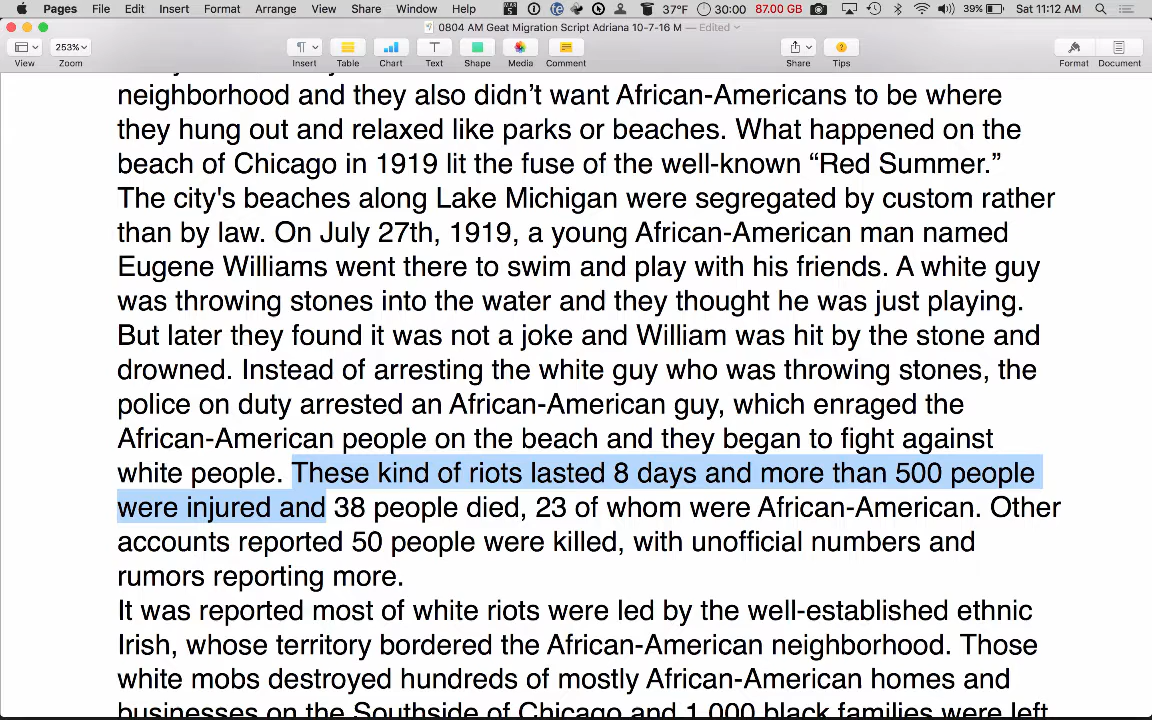 Pages File Edit Insert Format Arrange View Share Window Help 37°F 30:00 87.00 GB 39% Sat 11:12 AM
0804 AM Geat Migration Script Adriana 10-7-16 M — Edited
253%
View Zoom Insert Table Chart Text Shape Media Comment Share Tips Format Document
neighborhood and they also didn’t want African-Americans to be where
they hung out and relaxed like parks or beaches. What happened on the
beach of Chicago in 1919 lit the fuse of the well-known “Red Summer.”
The city's beaches along Lake Michigan were segregated by custom rather
than by law. On July 27th, 1919, a young African-American man named
Eugene Williams went there to swim and play with his friends. A white guy
was throwing stones into the water and they thought he was just playing.
But later they found it was not a joke and William was hit by the stone and
drowned. Instead of arresting the white guy who was throwing stones, the
police on duty arrested an African-American guy, which enraged the
African-American people on the beach and they began to fight against
white people. These kind of riots lasted 8 days and more than 500 people
were injured and 38 people died, 23 of whom were African-American. Other
accounts reported 50 people were killed, with unofficial numbers and
rumors reporting more.
It was reported most of white riots were led by the well-established ethnic
Irish, whose territory bordered the African-American neighborhood. Those
white mobs destroyed hundreds of mostly African-American homes and
businesses on the Southside of Chicago and 1,000 black families were left